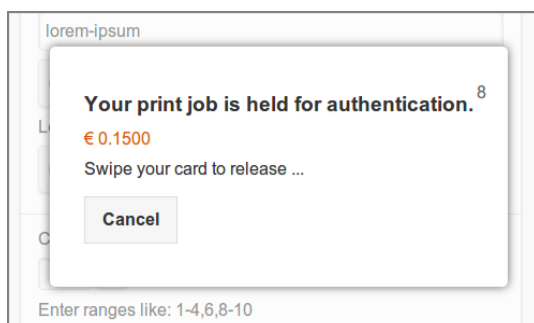 lorem-ipsum
Your print job is held for authentication. 8
€ 0.1500
Swipe your card to release ...
Cancel
Enter ranges like: 1-4,6,8-10